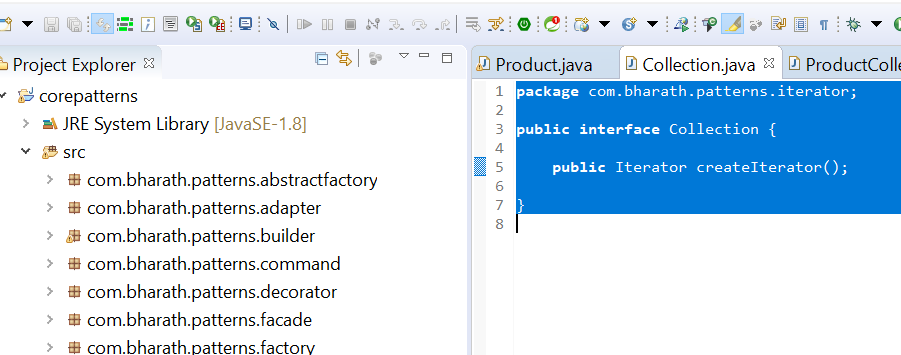 Project Explorer
corepatterns
JRE System Library [JavaSE-1.8]
src
com.bharath.patterns.abstractfactory
com.bharath.patterns.adapter
com.bharath.patterns.builder
com.bharath.patterns.command
com.bharath.patterns.decorator
com.bharath.patterns.facade
com.bharath.patterns.factory
Product.java Collection.java ProductColle
1 package com.bharath.patterns.iterator;
2
3 public interface Collection {
4
5 public Iterator createIterator();
6
7 }
8